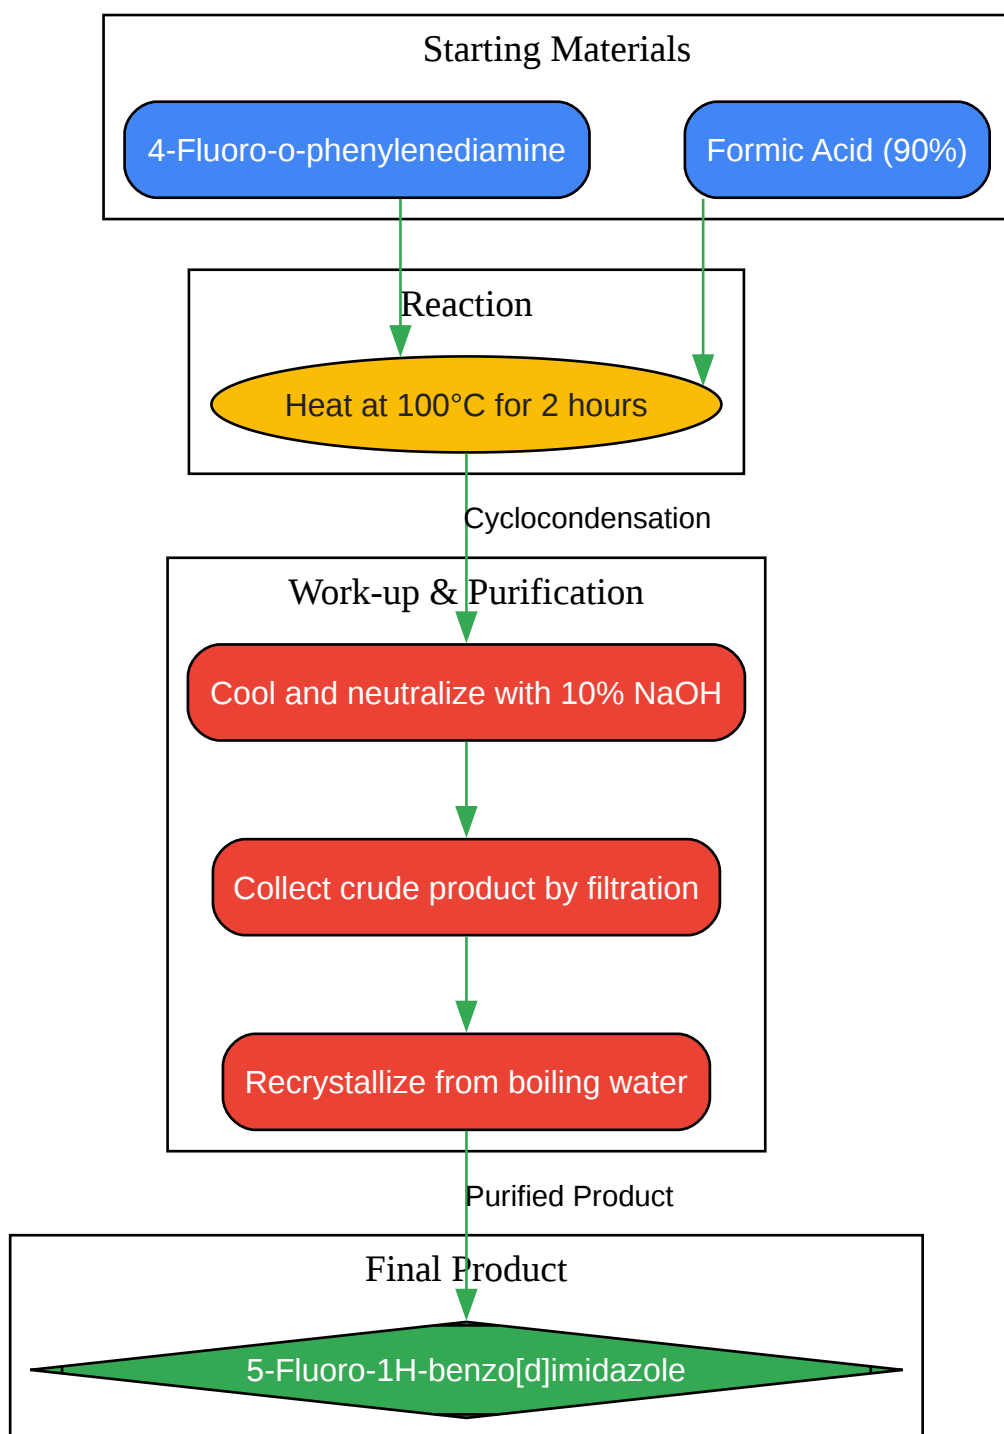 Starting Materials
4-Fluoro-o-phenylenediamine
Formic Acid (90%)
Reaction
Heat at 100°C for 2 hours
Cyclocondensation
Work-up & Purification
Cool and neutralize with 10% NaOH
Collect crude product by filtration
Recrystallize from boiling water
Purified Product
Final Product
5-Fluoro-1H-benzo[d]imidazole